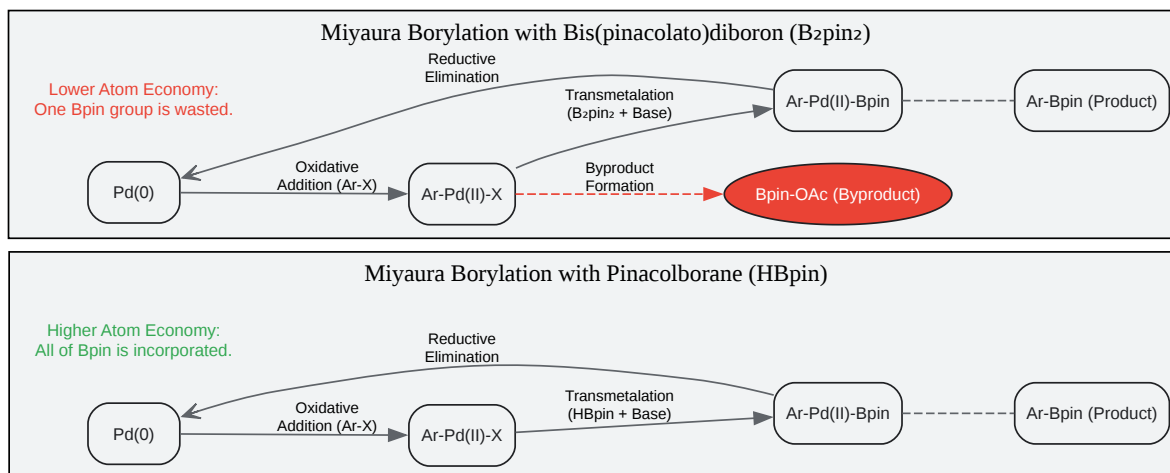 Miyaura Borylation with Bis(pinacolato)diboron (B₂pin₂)
Lower Atom Economy:
One Bpin group is wasted.
Reductive
Elimination
Transmetalation
(B₂pin₂ + Base)
Ar-Pd(II)-Bpin
Ar-Bpin (Product)
Pd(0)
Oxidative
Addition (Ar-X)
Ar-Pd(II)-X
Byproduct
Formation
Bpin-OAc (Byproduct)
Miyaura Borylation with Pinacolborane (HBpin)
Higher Atom Economy:
All of Bpin is incorporated.
Reductive
Elimination
Pd(0)
Oxidative
Addition (Ar-X)
Ar-Pd(II)-X
Transmetalation
(HBpin + Base)
Ar-Pd(II)-Bpin
Ar-Bpin (Product)